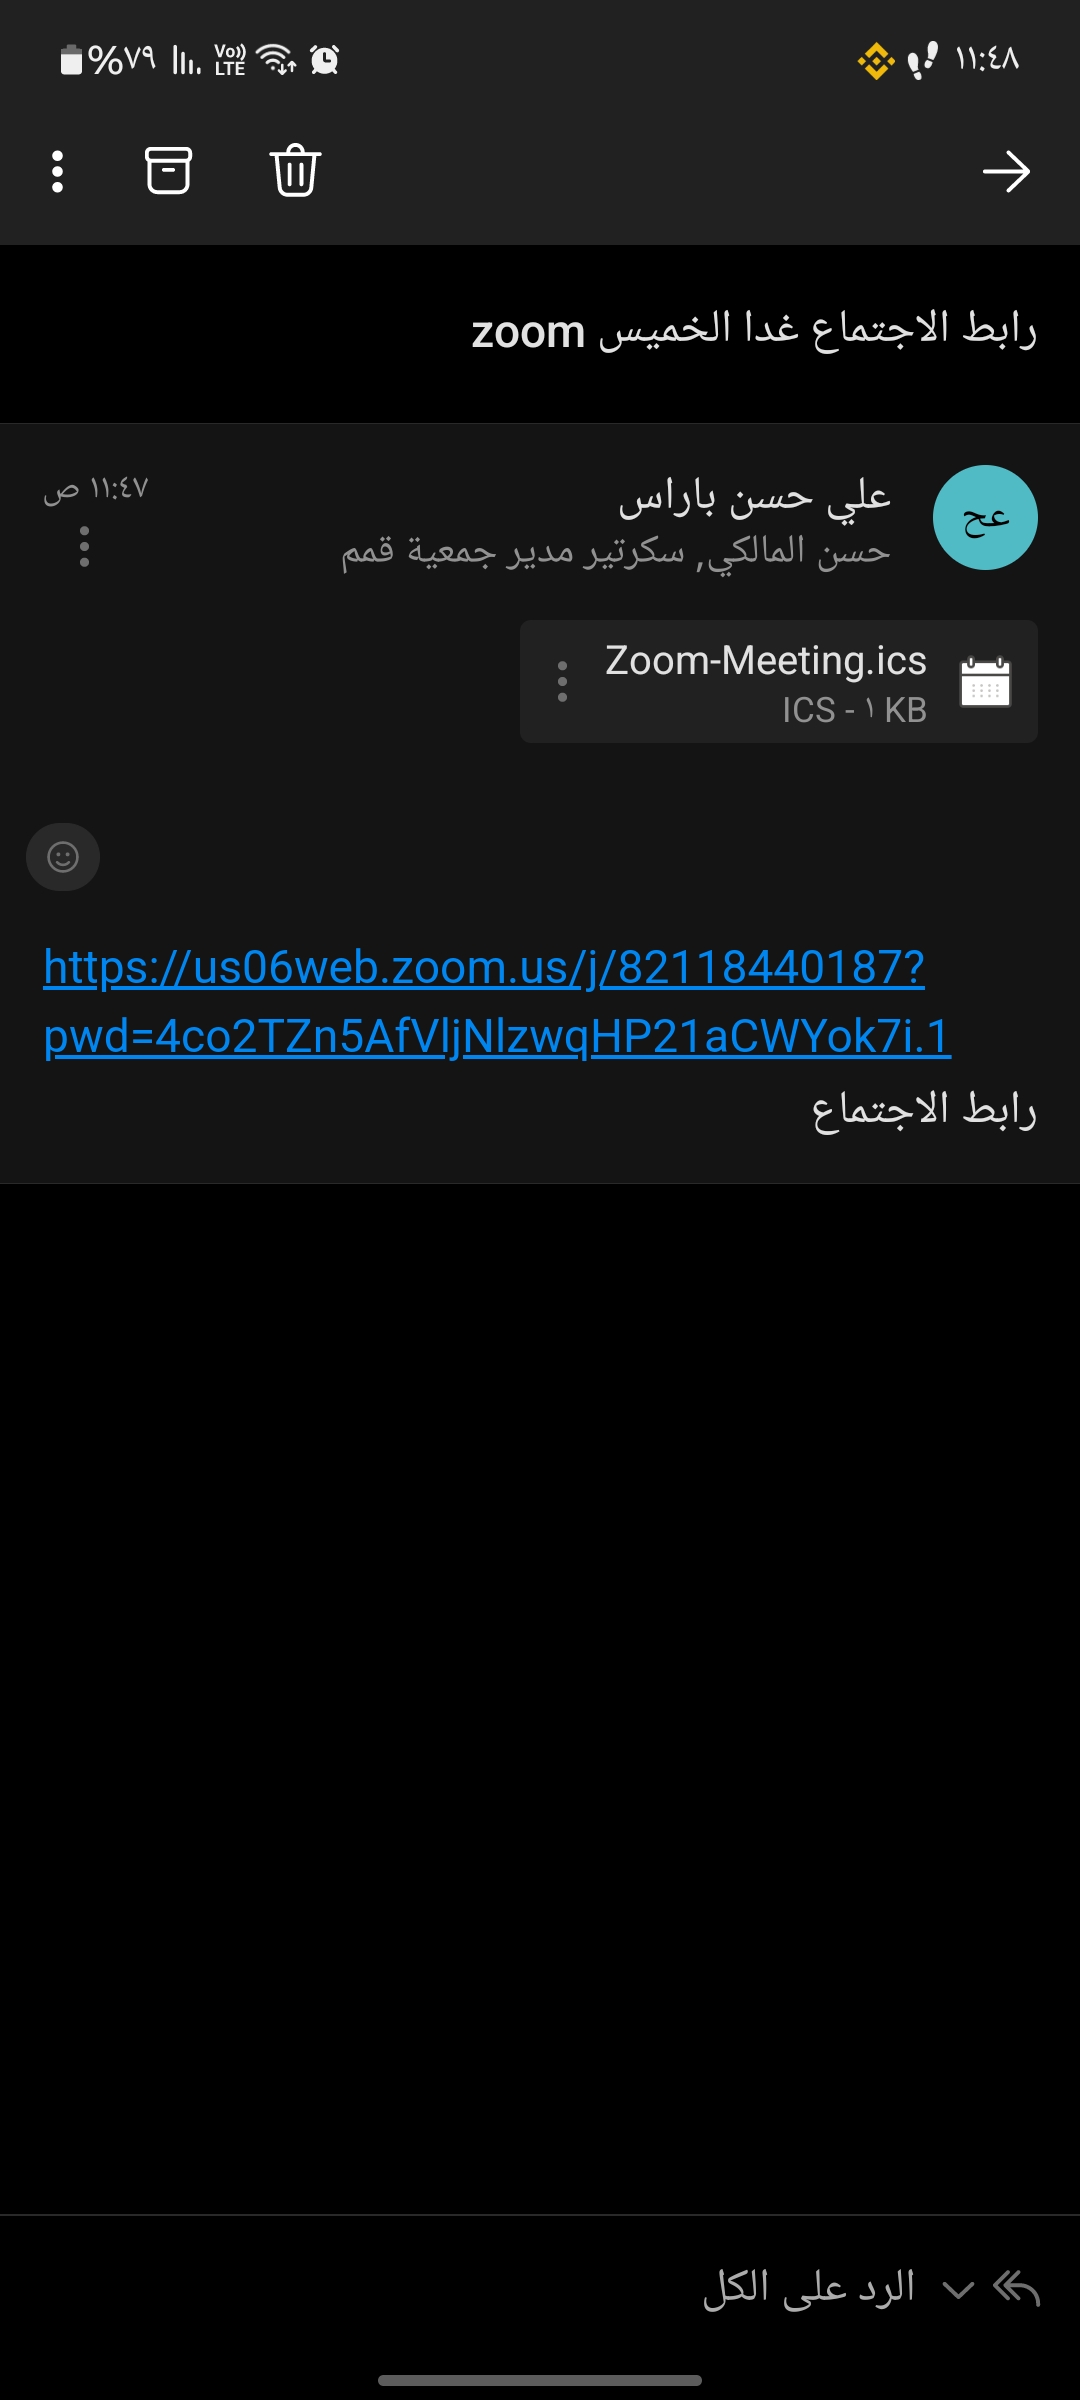 ١١:٤٨
Vo)) LTE
%٧٩
رابط الاجتماع غدا الخميس zoom
عح
علي حسن باراس
١١:٤٧ ص
حسن المالكي, سكرتير مدير جمعية قمم
Zoom-Meeting.ics
ICS - ١ KB
https://us06web.zoom.us/j/82118440187?
pwd=4co2TZn5AfVljNlzwqHP21aCWYok7i.1
رابط الاجتماع
الرد على الكل